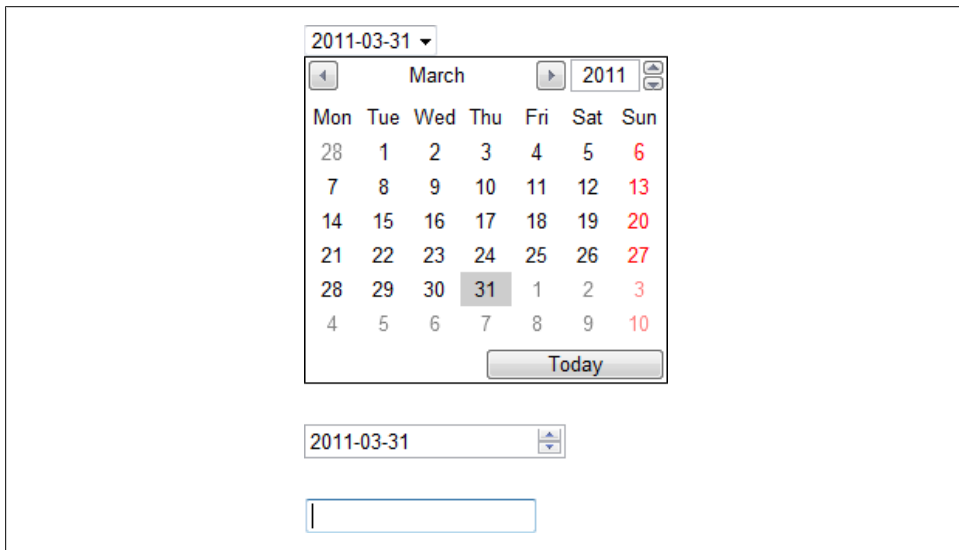 2011-03-31
March 2011
Mon Tue Wed Thu Fri Sat Sun
28 1 2 3 4 5 6
7 8 9 10 11 12 13
14 15 16 17 18 19 20
21 22 23 24 25 26 27
28 29 30 31 1 2 3
4 5 6 7 8 9 10
Today
2011-03-31